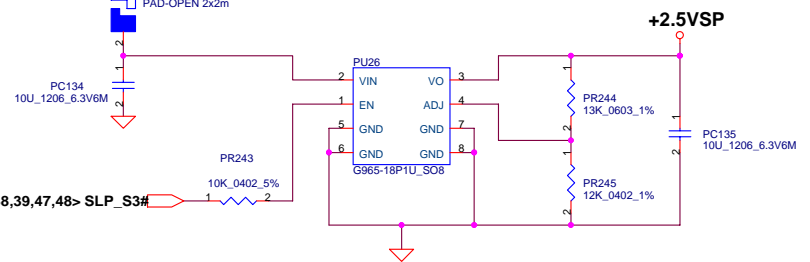 PAD-OPEN 2x2m
+2.5VSP
2
1
PC134
10U_1206_6.3V6M
2
PU26
2 VIN VO 3
1 EN ADJ 4
5 GND GND 7
6 GND GND 8
G965-18P1U_SO8
1
PR244
13K_0603_1%
2
1
PC135
10U_1206_6.3V6M
2
1
PR245
12K_0402_1%
2
PR243
10K_0402_5%
8,39,47,48> SLP_S3#
1 2